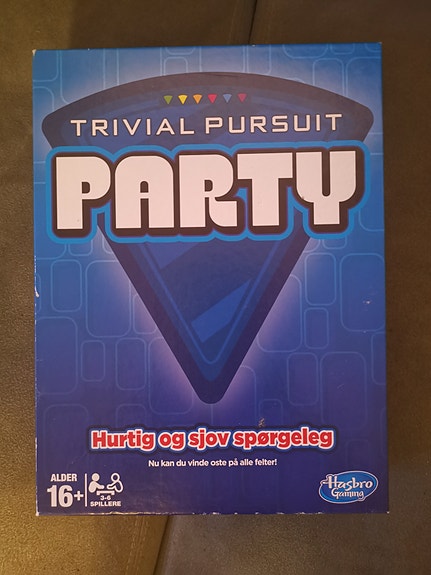 TRIVIAL PURSUIT
PARTY
Hurtig og sjov spørgeleg
Nu kan du vinde oste på alle felter!
ALDER
16+
3-6
SPILLERE
Hasbro
Gaming